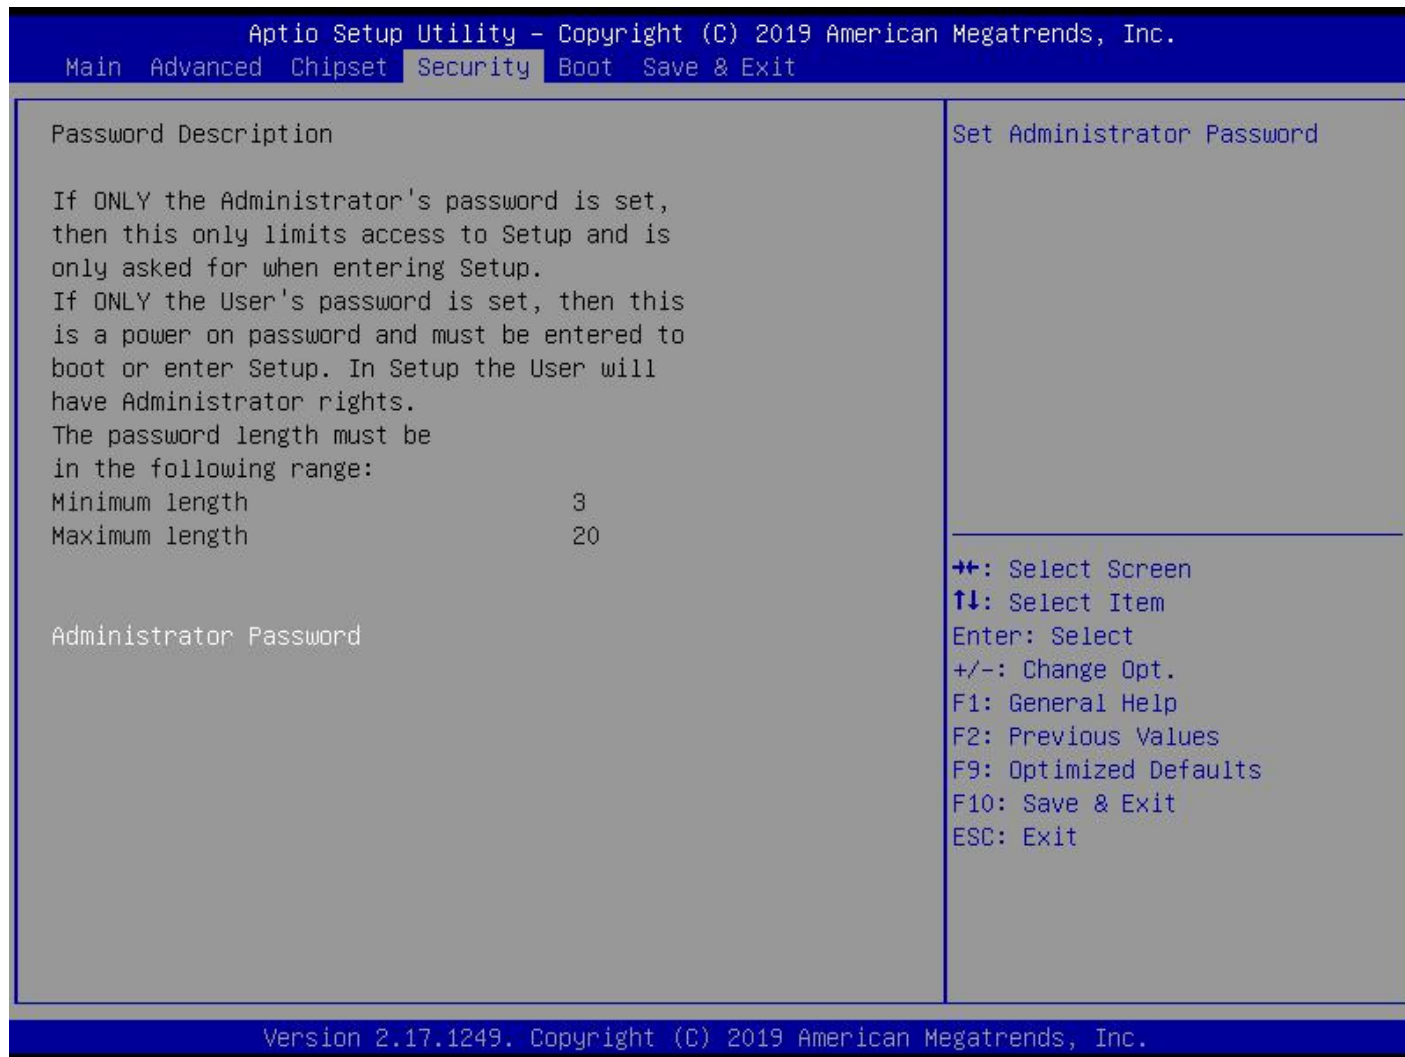 Aptio Setup Utility – Copyright (C) 2019 American Megatrends, Inc.
Main Advanced Chipset Security Boot Save & Exit
Password Description
If ONLY the Administrator's password is set,
then this only limits access to Setup and is
only asked for when entering Setup.
If ONLY the User's password is set, then this
is a power on password and must be entered to
boot or enter Setup. In Setup the User will
have Administrator rights.
The password length must be
in the following range:
Minimum length 3
Maximum length 20
Administrator Password
Set Administrator Password
→←: Select Screen
↑↓: Select Item
Enter: Select
+/-: Change Opt.
F1: General Help
F2: Previous Values
F9: Optimized Defaults
F10: Save & Exit
ESC: Exit
Version 2.17.1249. Copyright (C) 2019 American Megatrends, Inc.